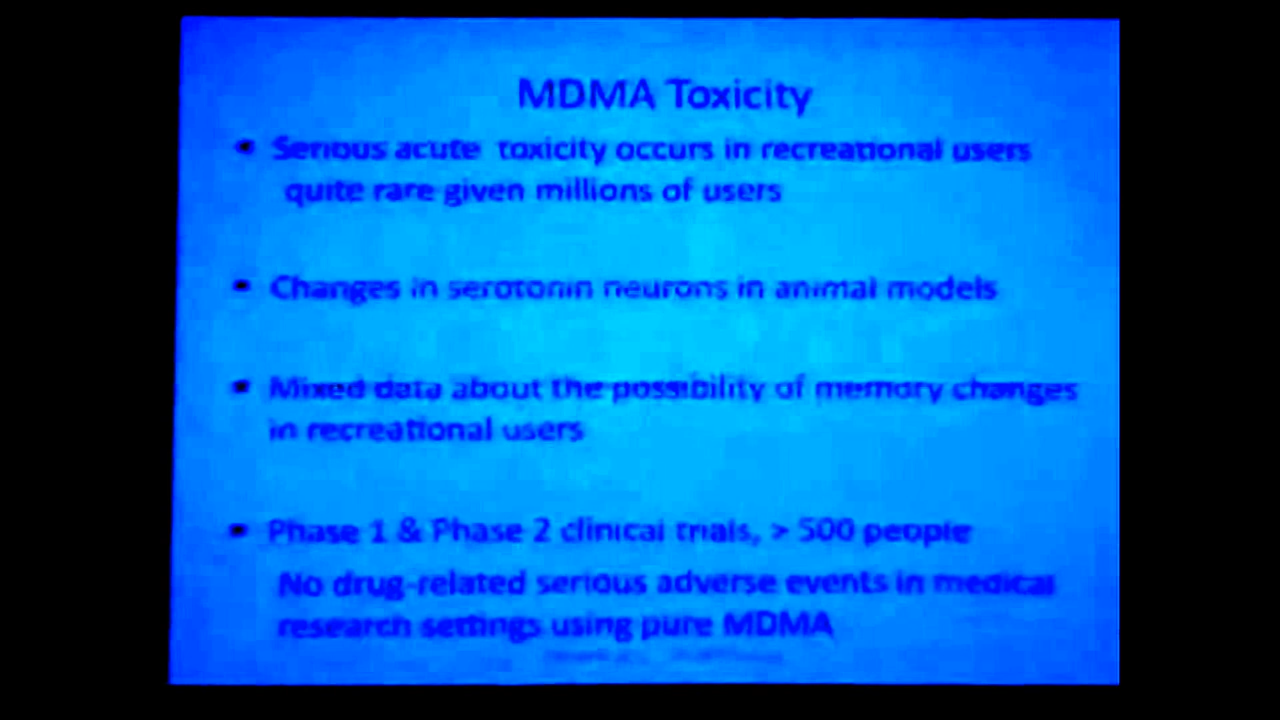 MDMA Toxicity
• Serious acute toxicity occurs in recreational users
quite rare given millions of users
• Changes in serotonin neurons in animal models
• Mixed data about the possibility of memory changes
in recreational users
• Phase 1 & Phase 2 clinical trials, > 500 people
No drug-related serious adverse events in medical
research settings using pure MDMA